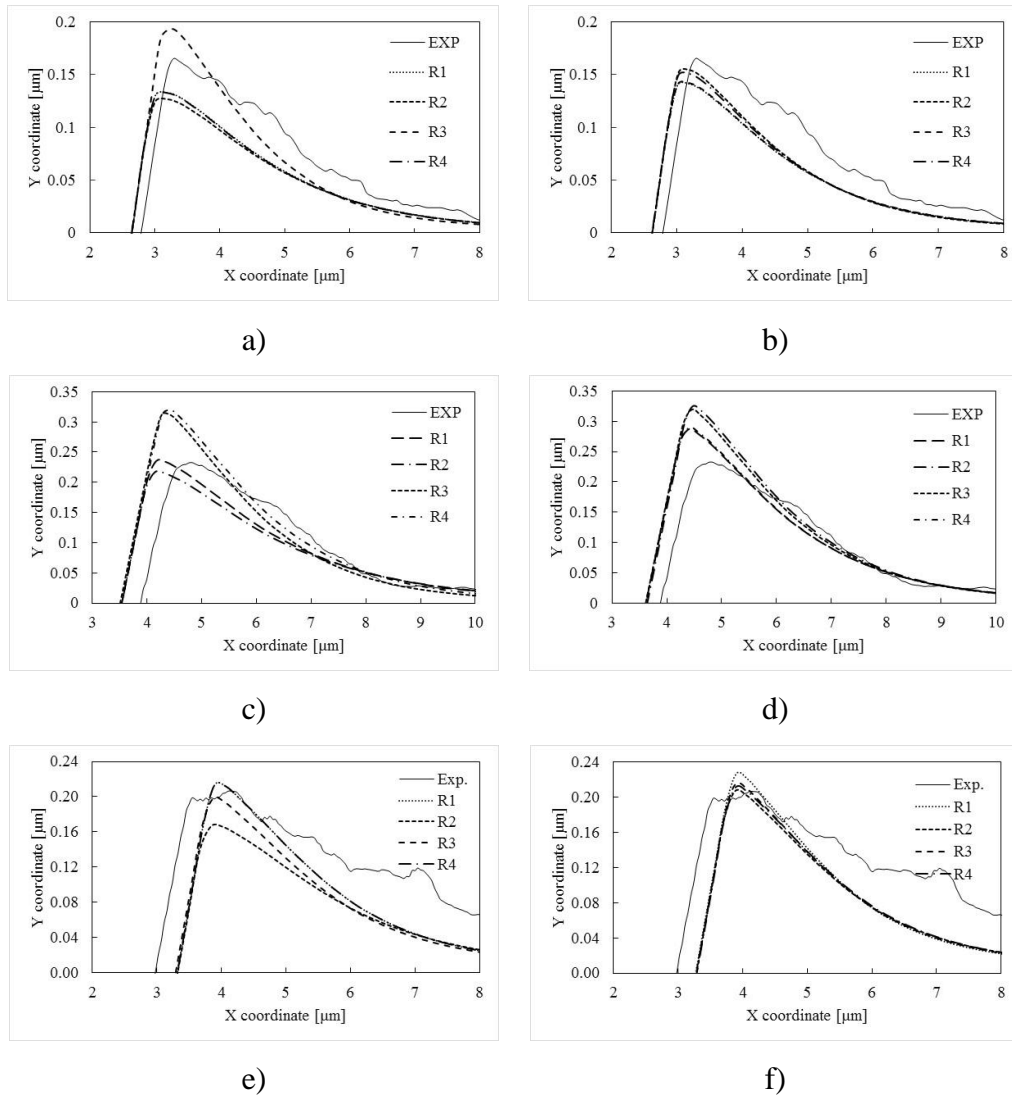 0.2
0.15
0.1
0.05
0
Y coordinate [μm]
2 3 4 5 6 7 8
X coordinate [μm]
EXP
R1
R2
R3
R4
a)
0.2
0.15
0.1
0.05
0
Y coordinate [μm]
2 3 4 5 6 7 8
X coordinate [μm]
EXP
R1
R2
R3
R4
b)
0.35
0.3
0.25
0.2
0.15
0.1
0.05
0
Y coordinate [μm]
3 4 5 6 7 8 9 10
X coordinate [μm]
EXP
R1
R2
R3
R4
c)
0.35
0.3
0.25
0.2
0.15
0.1
0.05
0
Y coordinate [μm]
3 4 5 6 7 8 9 10
X coordinate [μm]
EXP
R1
R2
R3
R4
d)
0.24
0.20
0.16
0.12
0.08
0.04
0.00
Y coordinate [μm]
2 3 4 5 6 7 8
X coordinate [μm]
Exp.
R1
R2
R3
R4
e)
0.24
0.20
0.16
0.12
0.08
0.04
0.00
Y coordinate [μm]
2 3 4 5 6 7 8
X coordinate [μm]
Exp.
R1
R2
R3
R4
f)